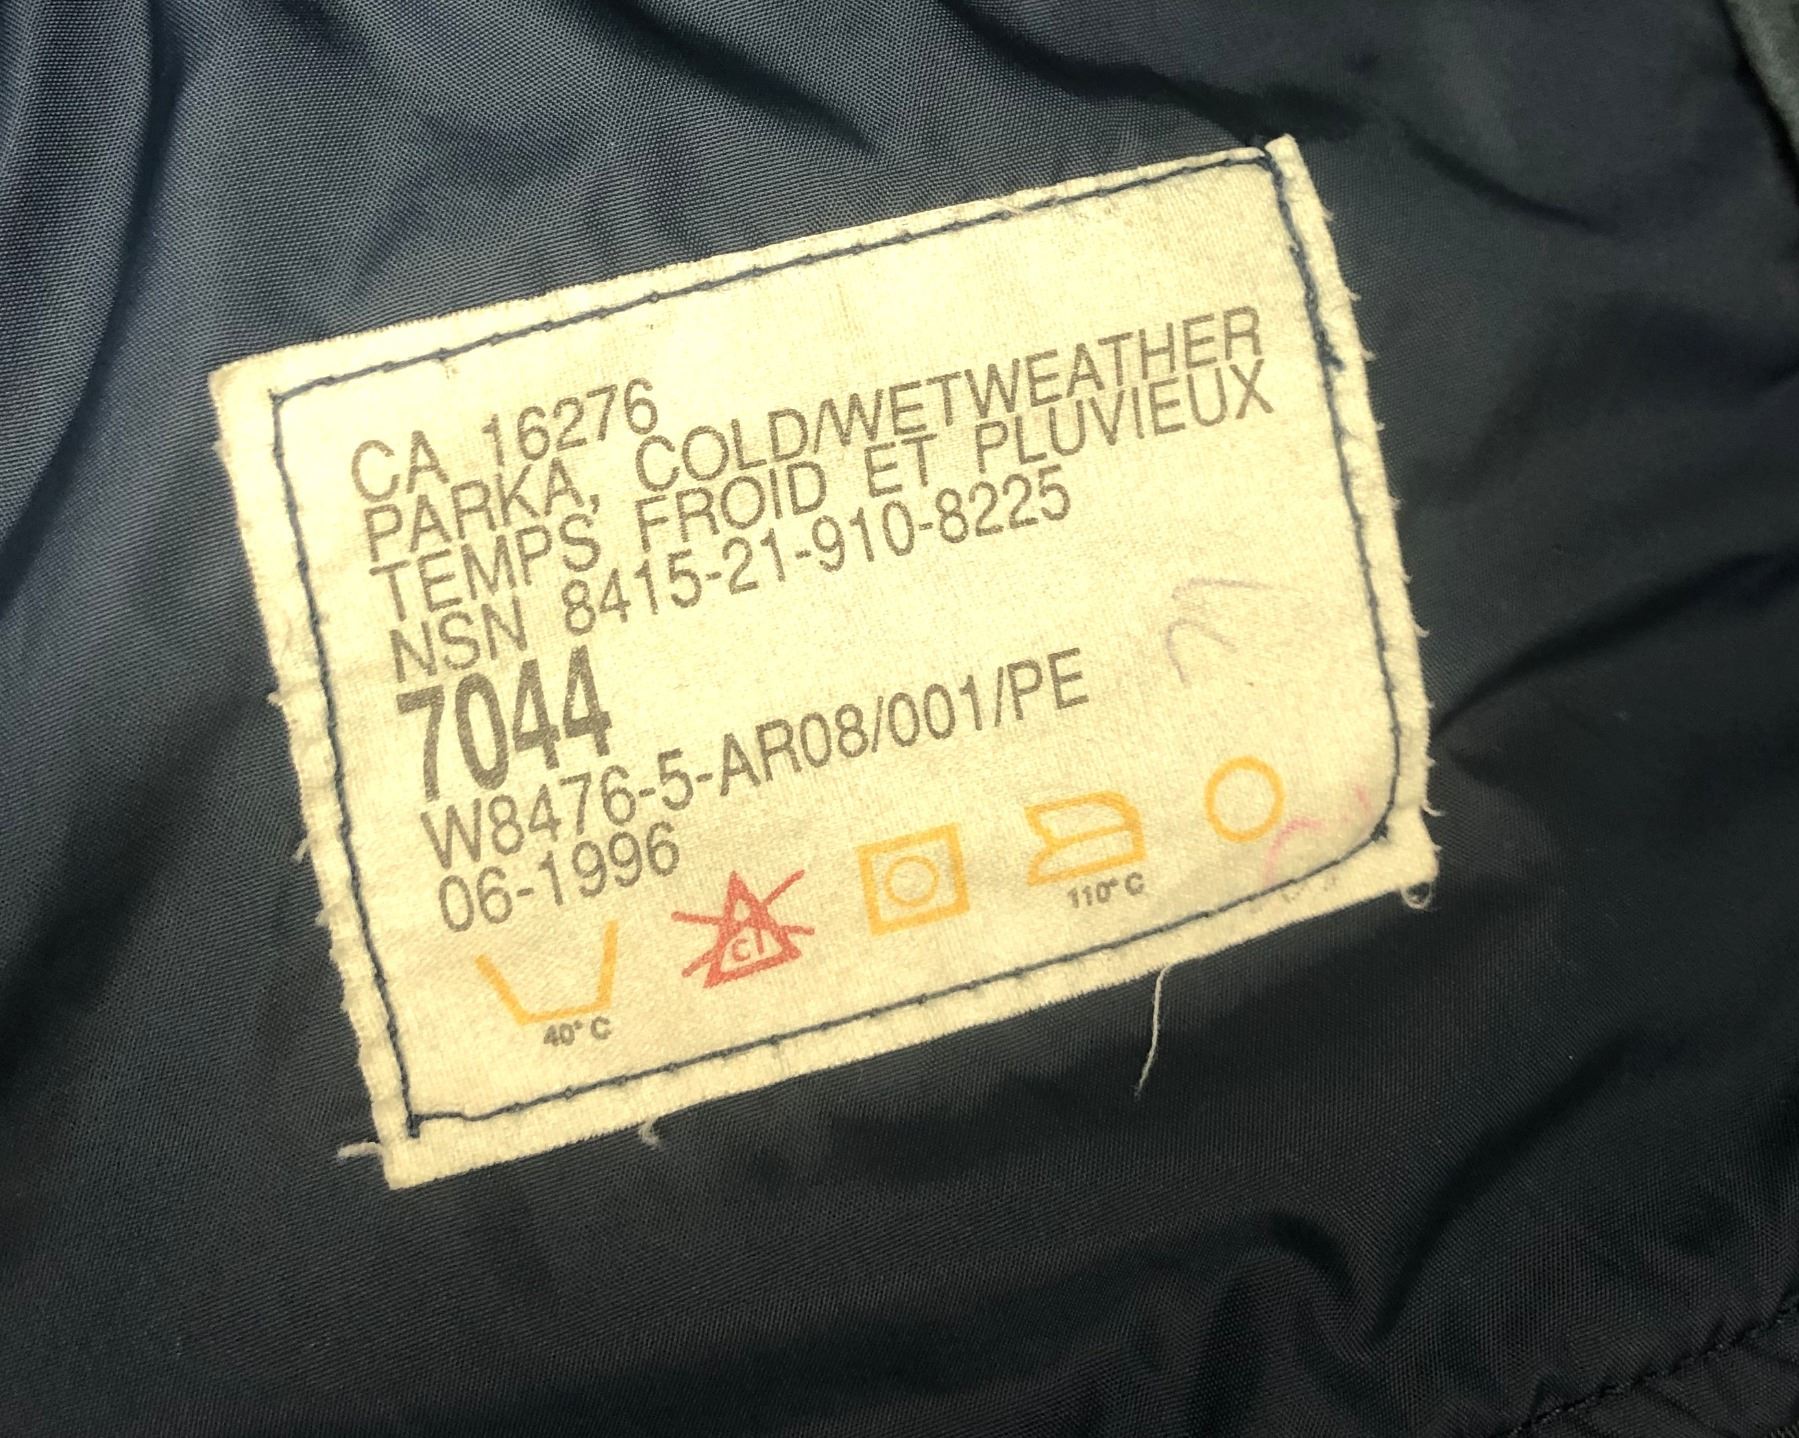 CA 16276
PARKA, COLD/WETWEATHER
TEMPS FROID ET PLUVIEUX
NSN 8415-21-910-8225
7044
W8476-5-AR08/001/PE
06-1996
40°C
cl
110°C